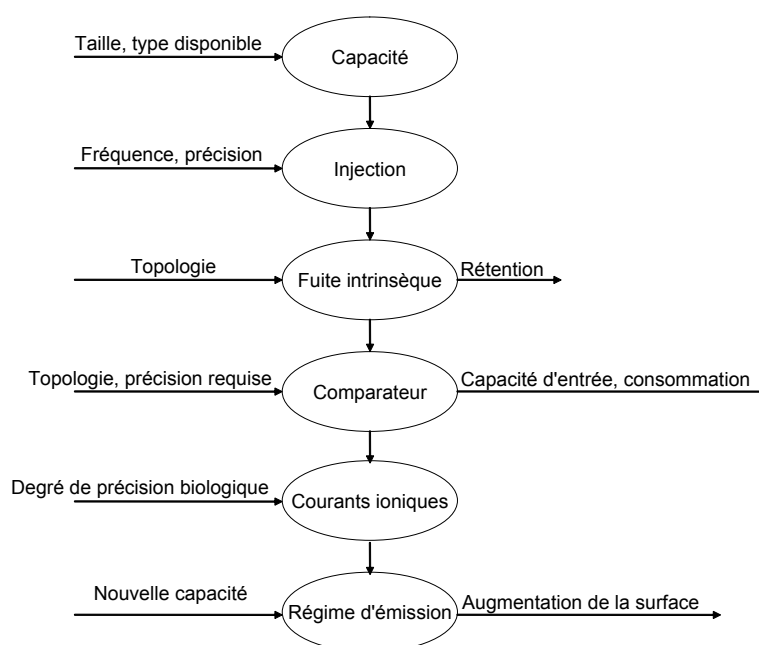 Taille, type disponible
Capacité
Fréquence, précision
Injection
Topologie
Fuite intrinsèque
Rétention
Topologie, précision requise
Comparateur
Capacité d'entrée, consommation
Degré de précision biologique
Courants ioniques
Nouvelle capacité
Régime d'émission
Augmentation de la surface